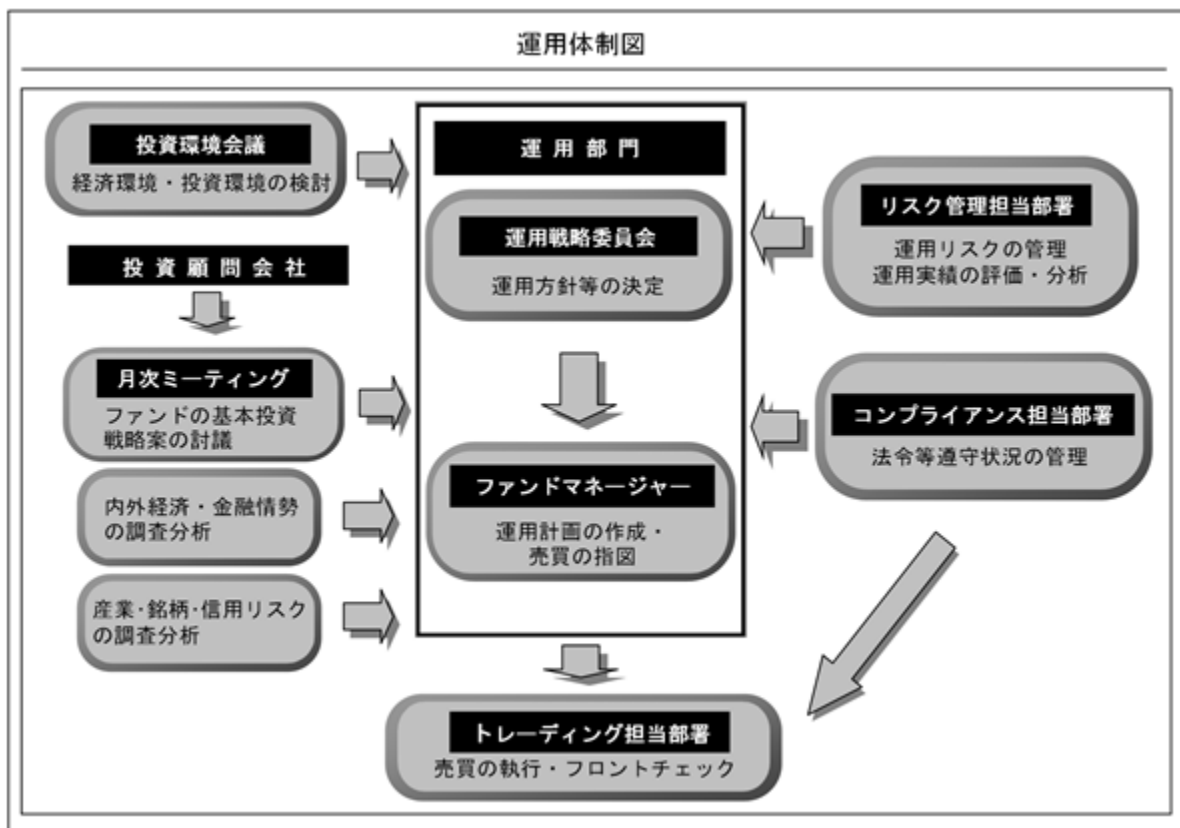 運用体制図
投資環境会議
経済環境・投資環境の検討
投資顧問会社
月次ミーティング
ファンドの基本投資
戦略案の討議
内外経済・金融情勢
の調査分析
産業・銘柄・信用リスク
の調査分析
運用部門
運用戦略委員会
運用方針等の決定
ファンドマネージャー
運用計画の作成・
売買の指図
リスク管理担当部署
運用リスクの管理
運用実績の評価・分析
コンプライアンス担当部署
法令等遵守状況の管理
トレーディング担当部署
売買の執行・フロントチェック